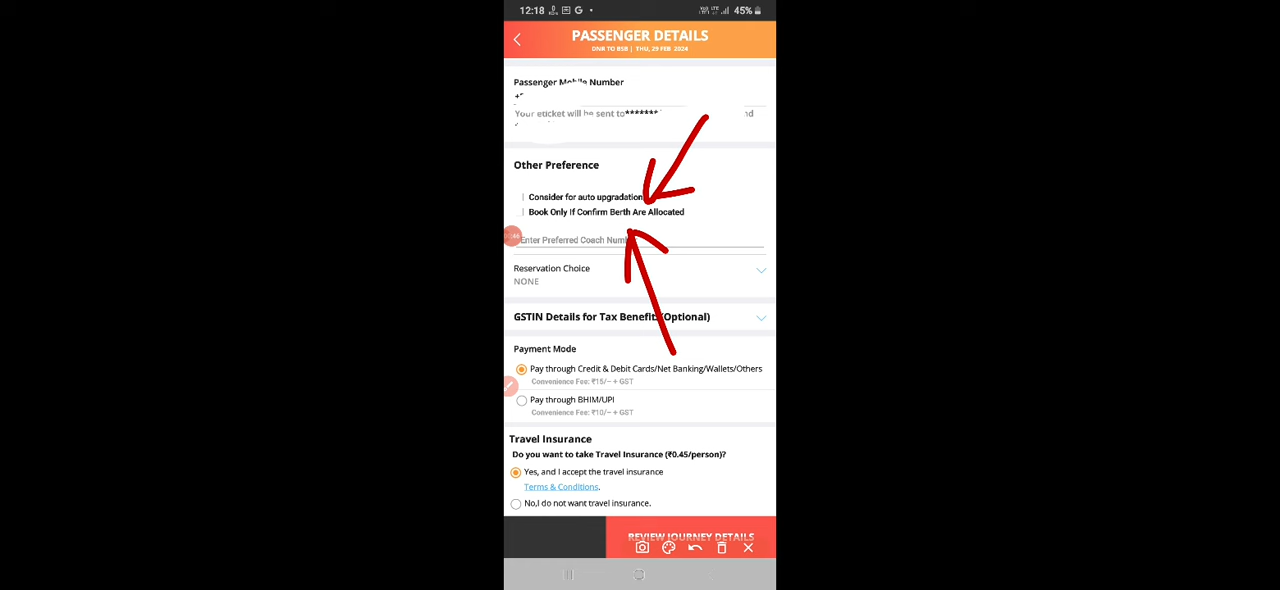 12:18
45%
PASSENGER DETAILS
DNR TO BSB | THU, 29 FEB 2024
Passenger Mobile Number
Your eticket will be sent to*******
Other Preference
Consider for auto upgradation
Book Only If Confirm Berth Are Allocated
Enter Preferred Coach
Reservation Choice
NONE
GSTIN Details for Tax Benefits (Optional)
Payment Mode
Pay through Credit & Debit Cards/Net Banking/Wallets/Others
Convenience Fee: ₹15/- + GST
Pay through BHIM/UPI
Convenience Fee: ₹10/- + GST
Travel Insurance
Do you want to take Travel Insurance (₹0.45/person)?
Yes, and I accept the travel insurance
Terms & Conditions.
No,I do not want travel insurance.
REVIEW JOURNEY DETAILS